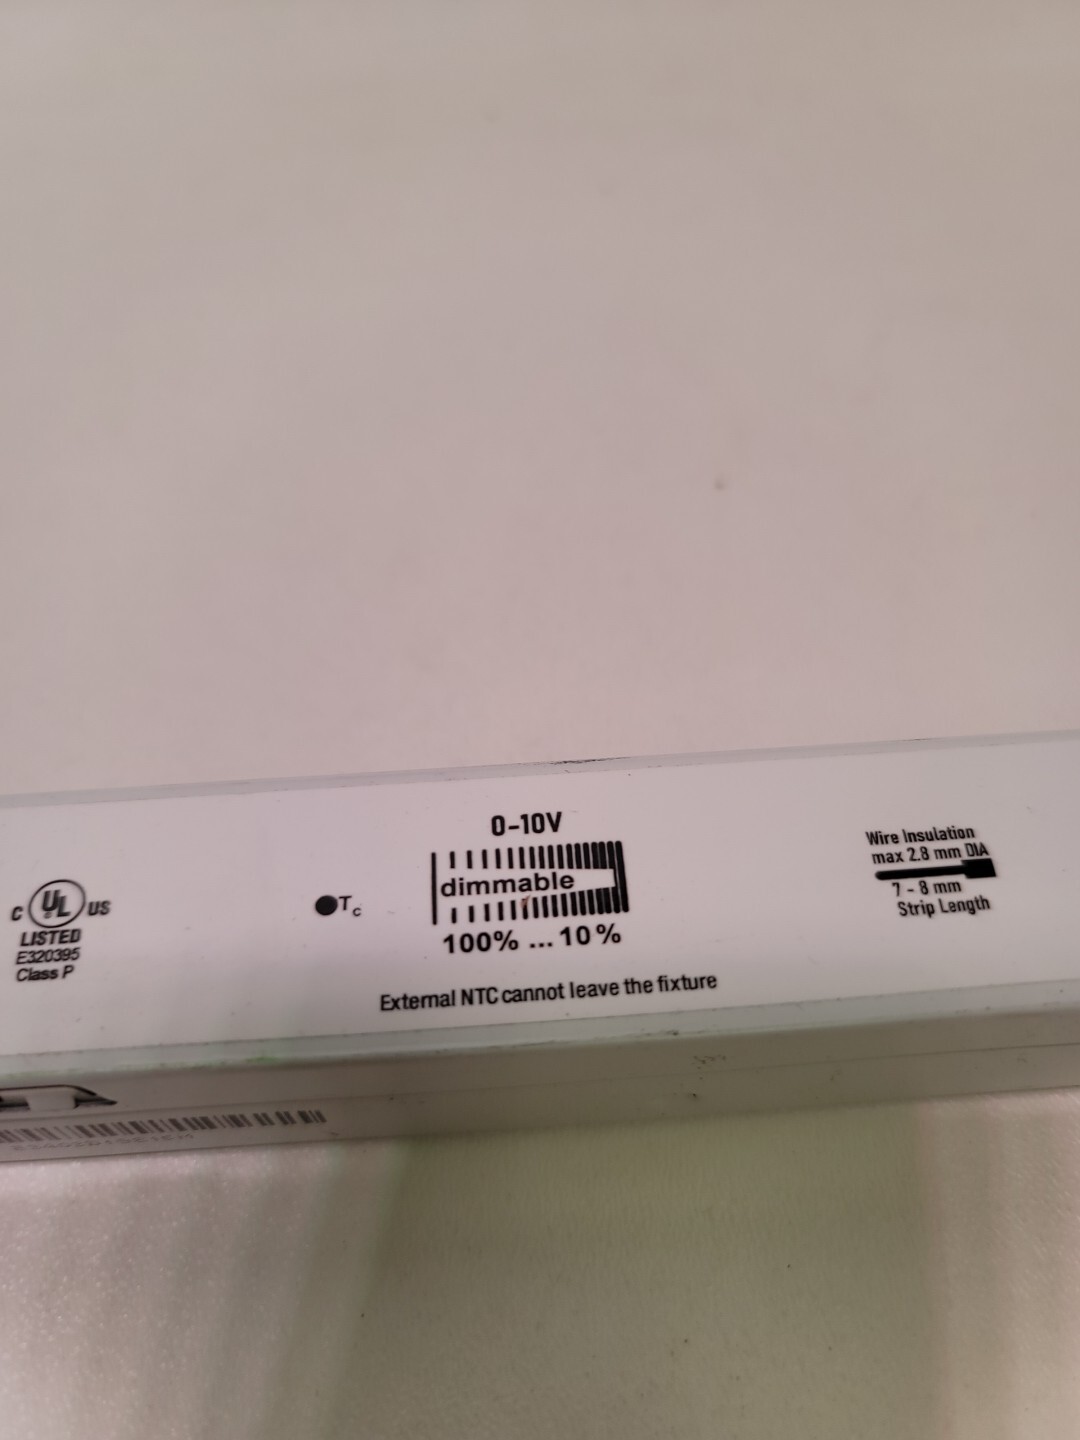 0-10V
dimmable
100% ... 10%
External NTC cannot leave the fixture
Wire Insulation
max 2.8 mm DIA
7 - 8 mm
Strip Length
Tc
C UL US
LISTED
E320395
Class P